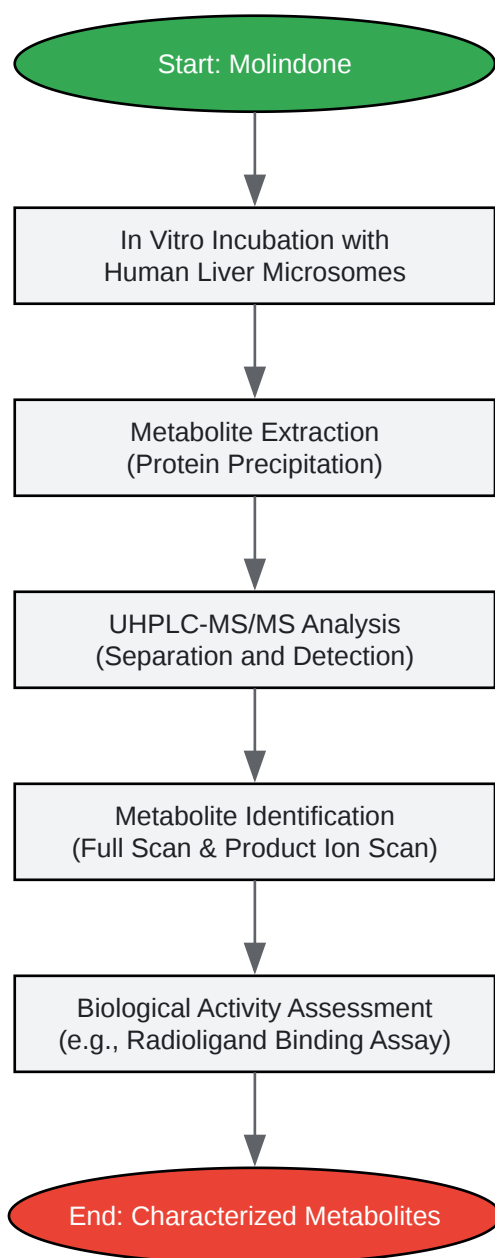 Start: Molindone
In Vitro Incubation with
Human Liver Microsomes
Metabolite Extraction
(Protein Precipitation)
UHPLC-MS/MS Analysis
(Separation and Detection)
Metabolite Identification
(Full Scan & Product Ion Scan)
Biological Activity Assessment
(e.g., Radioligand Binding Assay)
End: Characterized Metabolites